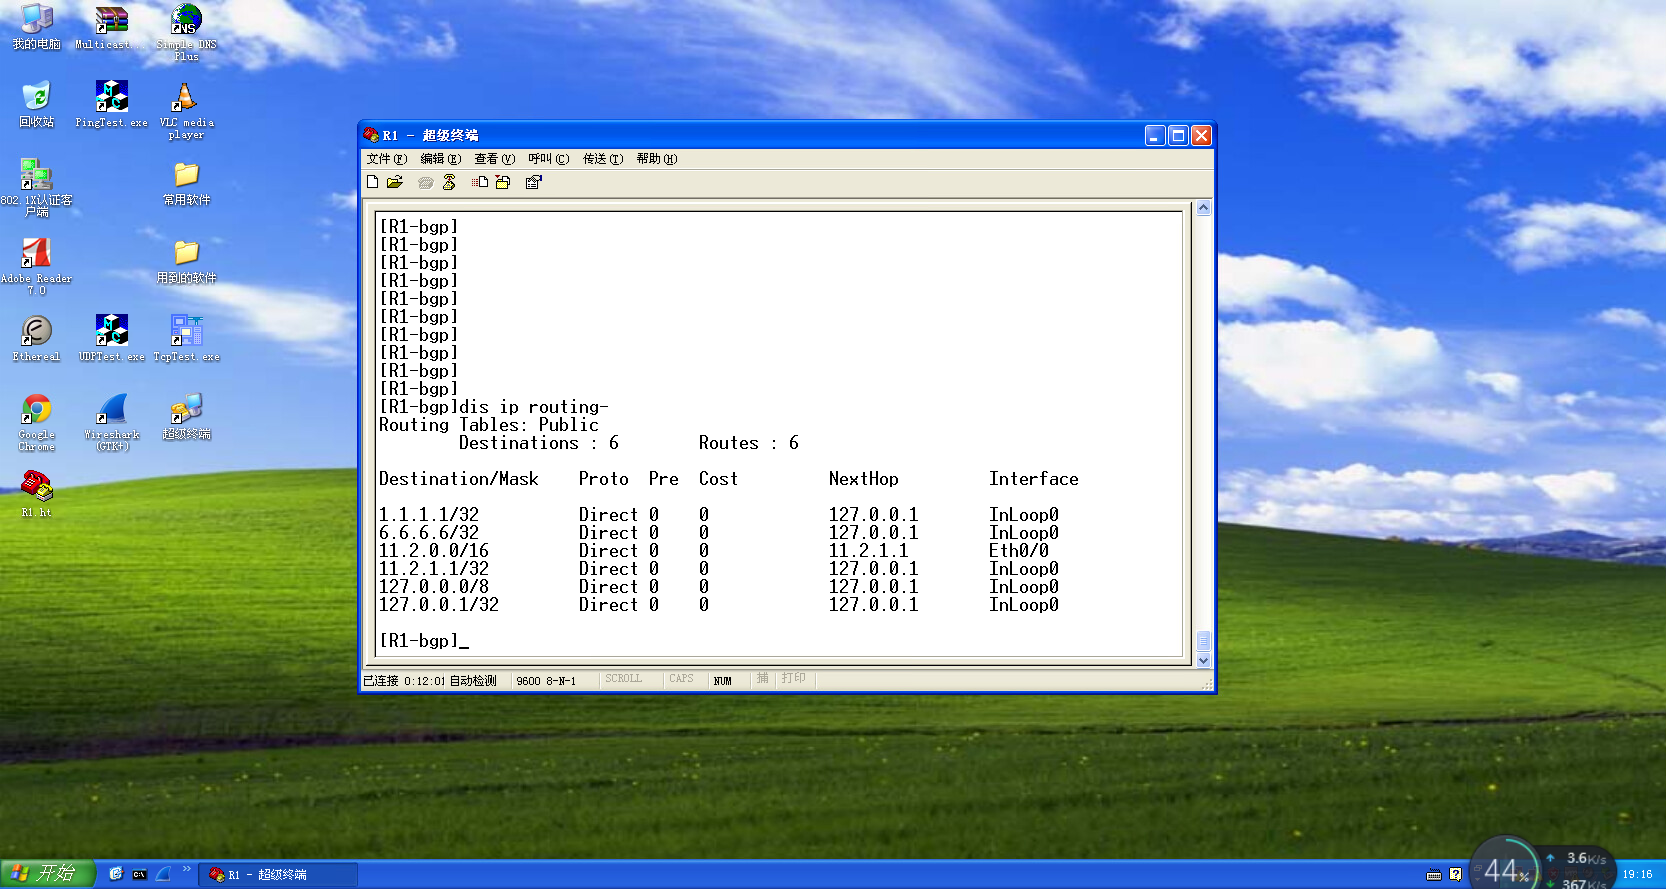 我的电脑
Multicast...
Simple DNS
Plus
回收站
PingTest.exe
VLC media
player
802.1X认证客
户端
常用软件
Adobe Reader
7.0
用到的软件
Ethereal
UDPTest.exe
TcpTest.exe
Google
Chrome
Wireshark
(GTK+)
超级终端
R1.ht
R1 - 超级终端
文件(F) 编辑(E) 查看(V) 呼叫(C) 传送(T) 帮助(H)
[R1-bgp]
[R1-bgp]
[R1-bgp]
[R1-bgp]
[R1-bgp]
[R1-bgp]
[R1-bgp]
[R1-bgp]
[R1-bgp]
[R1-bgp]
[R1-bgp]dis ip routing-
Routing Tables: Public
Destinations : 6 Routes : 6
Destination/Mask Proto Pre Cost NextHop Interface
1.1.1.1/32 Direct 0 0 127.0.0.1 InLoop0
6.6.6.6/32 Direct 0 0 127.0.0.1 InLoop0
11.2.0.0/16 Direct 0 0 11.2.1.1 Eth0/0
11.2.1.1/32 Direct 0 0 127.0.0.1 InLoop0
127.0.0.0/8 Direct 0 0 127.0.0.1 InLoop0
127.0.0.1/32 Direct 0 0 127.0.0.1 InLoop0
[R1-bgp]_
已连接 0:12:01 自动检测 9600 8-N-1 SCROLL CAPS NUM 捕 打印
开始
R1 - 超级终端
44%
3.6K/s
367K/s
19:16